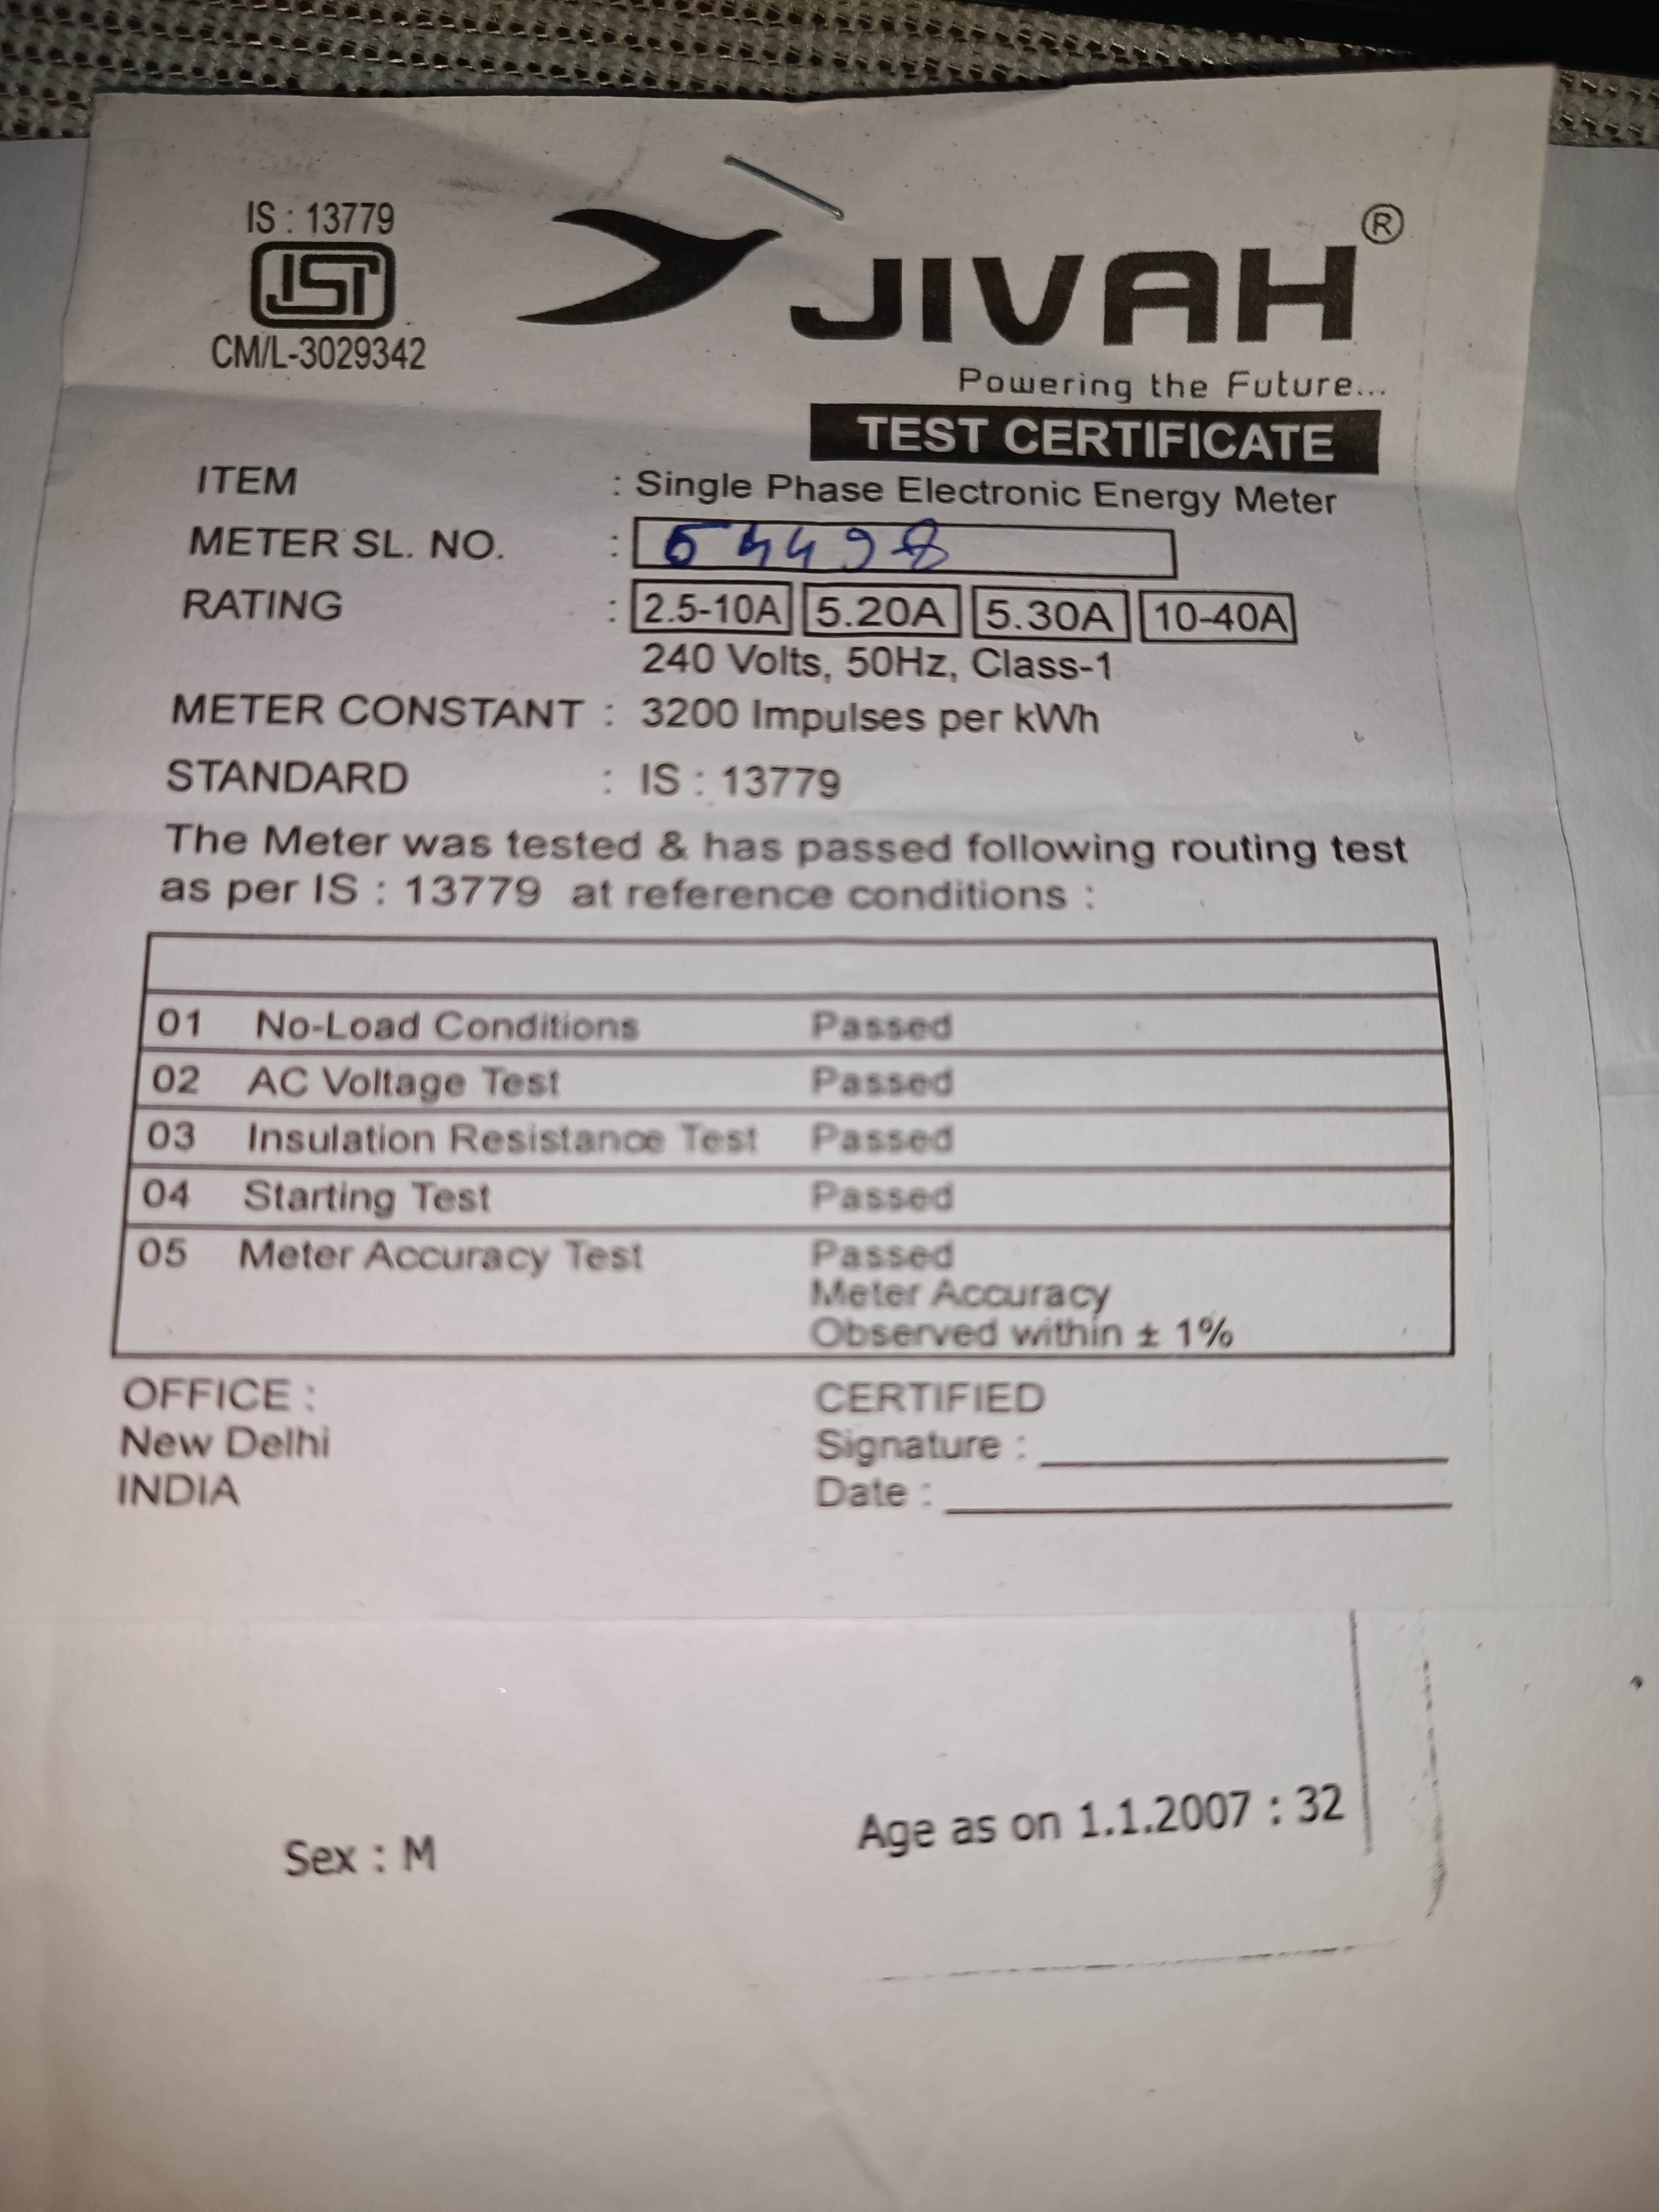 IS : 13779
ISI
CM/L-3029342
JIVAH®
Powering the Future...
TEST CERTIFICATE
ITEM : Single Phase Electronic Energy Meter
METER SL. NO. : 54498
RATING : 2.5-10A 5.20A 5.30A 10-40A
240 Volts, 50Hz, Class-1
METER CONSTANT : 3200 Impulses per kWh
STANDARD : IS : 13779
The Meter was tested & has passed following routing test
as per IS : 13779 at reference conditions :
01 No-Load Conditions Passed
02 AC Voltage Test Passed
03 Insulation Resistance Test Passed
04 Starting Test Passed
05 Meter Accuracy Test Passed
Meter Accuracy
Observed within ± 1%
OFFICE : CERTIFIED
New Delhi Signature :
INDIA Date :
Sex : M Age as on 1.1.2007 : 32